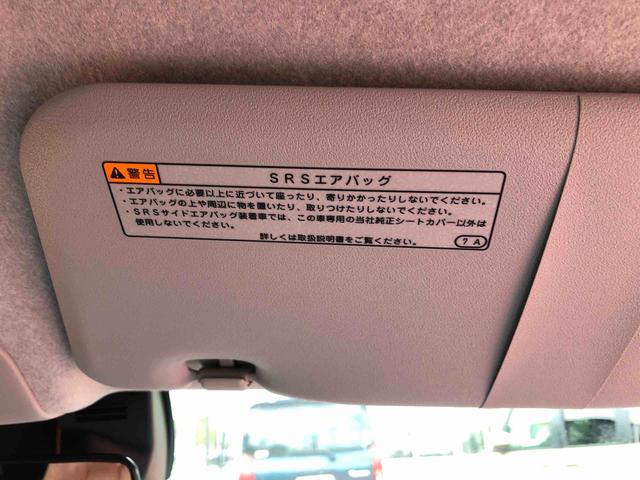 警告
SRSエアバッグ
・エアバッグに必要以上に近づいて座ったり、寄りかかったりしないでください。
・エアバッグの上や周辺に物を置いたり、取りつけたりしないでください。
・SRSサイドエアバッグ装着車では、この車専用の当社純正シートカバー以外は
使用しないでください。
詳しくは取扱説明書をご覧ください。
7A